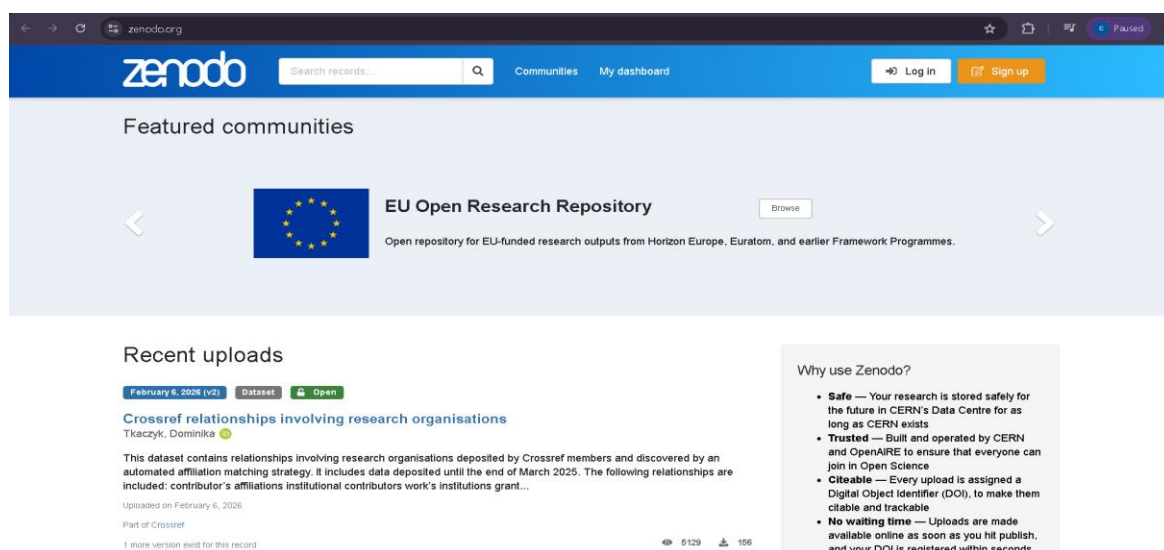 zenodo.org
C Paused
zenodo
Search records...
Communities
My dashboard
Log in
Sign up
Featured communities
EU Open Research Repository
Browse
Open repository for EU-funded research outputs from Horizon Europe, Euratom, and earlier Framework Programmes.
Recent uploads
February 6, 2026 (v2)
Dataset
Open
Crossref relationships involving research organisations
Tkaczyk, Dominika
iD
This dataset contains relationships involving research organisations deposited by Crossref members and discovered by an
automated affiliation matching strategy. It includes data deposited until the end of March 2025. The following relationships are
included: contributor's affiliations institutional contributors work's institutions grant...
Uploaded on February 6, 2026
Part of Crossref
1 more version exist for this record
5129
156
Why use Zenodo?
• Safe — Your research is stored safely for
the future in CERN's Data Centre for as
long as CERN exists
• Trusted — Built and operated by CERN
and OpenAIRE to ensure that everyone can
join in Open Science
• Citeable — Every upload is assigned a
Digital Object Identifier (DOI), to make them
citable and trackable
• No waiting time — Uploads are made
available online as soon as you hit publish,
and your DOI is registered within seconds